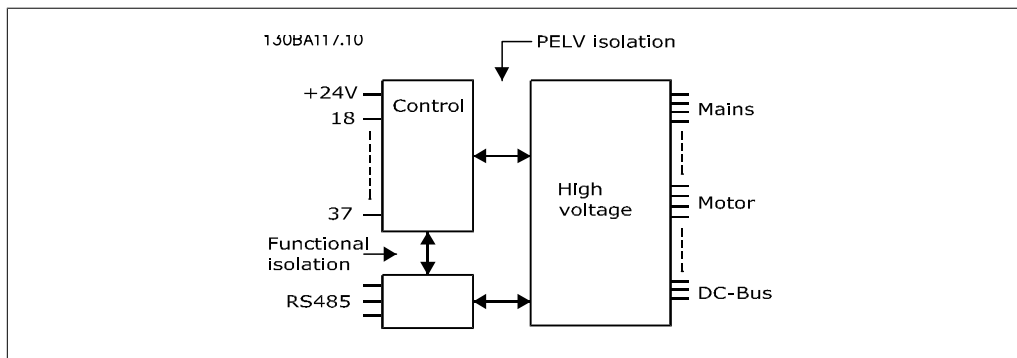 130BA117.10
PELV isolation
+24V
Control
18
37
Mains
High
voltage
Motor
Functional
isolation
RS485
DC-Bus